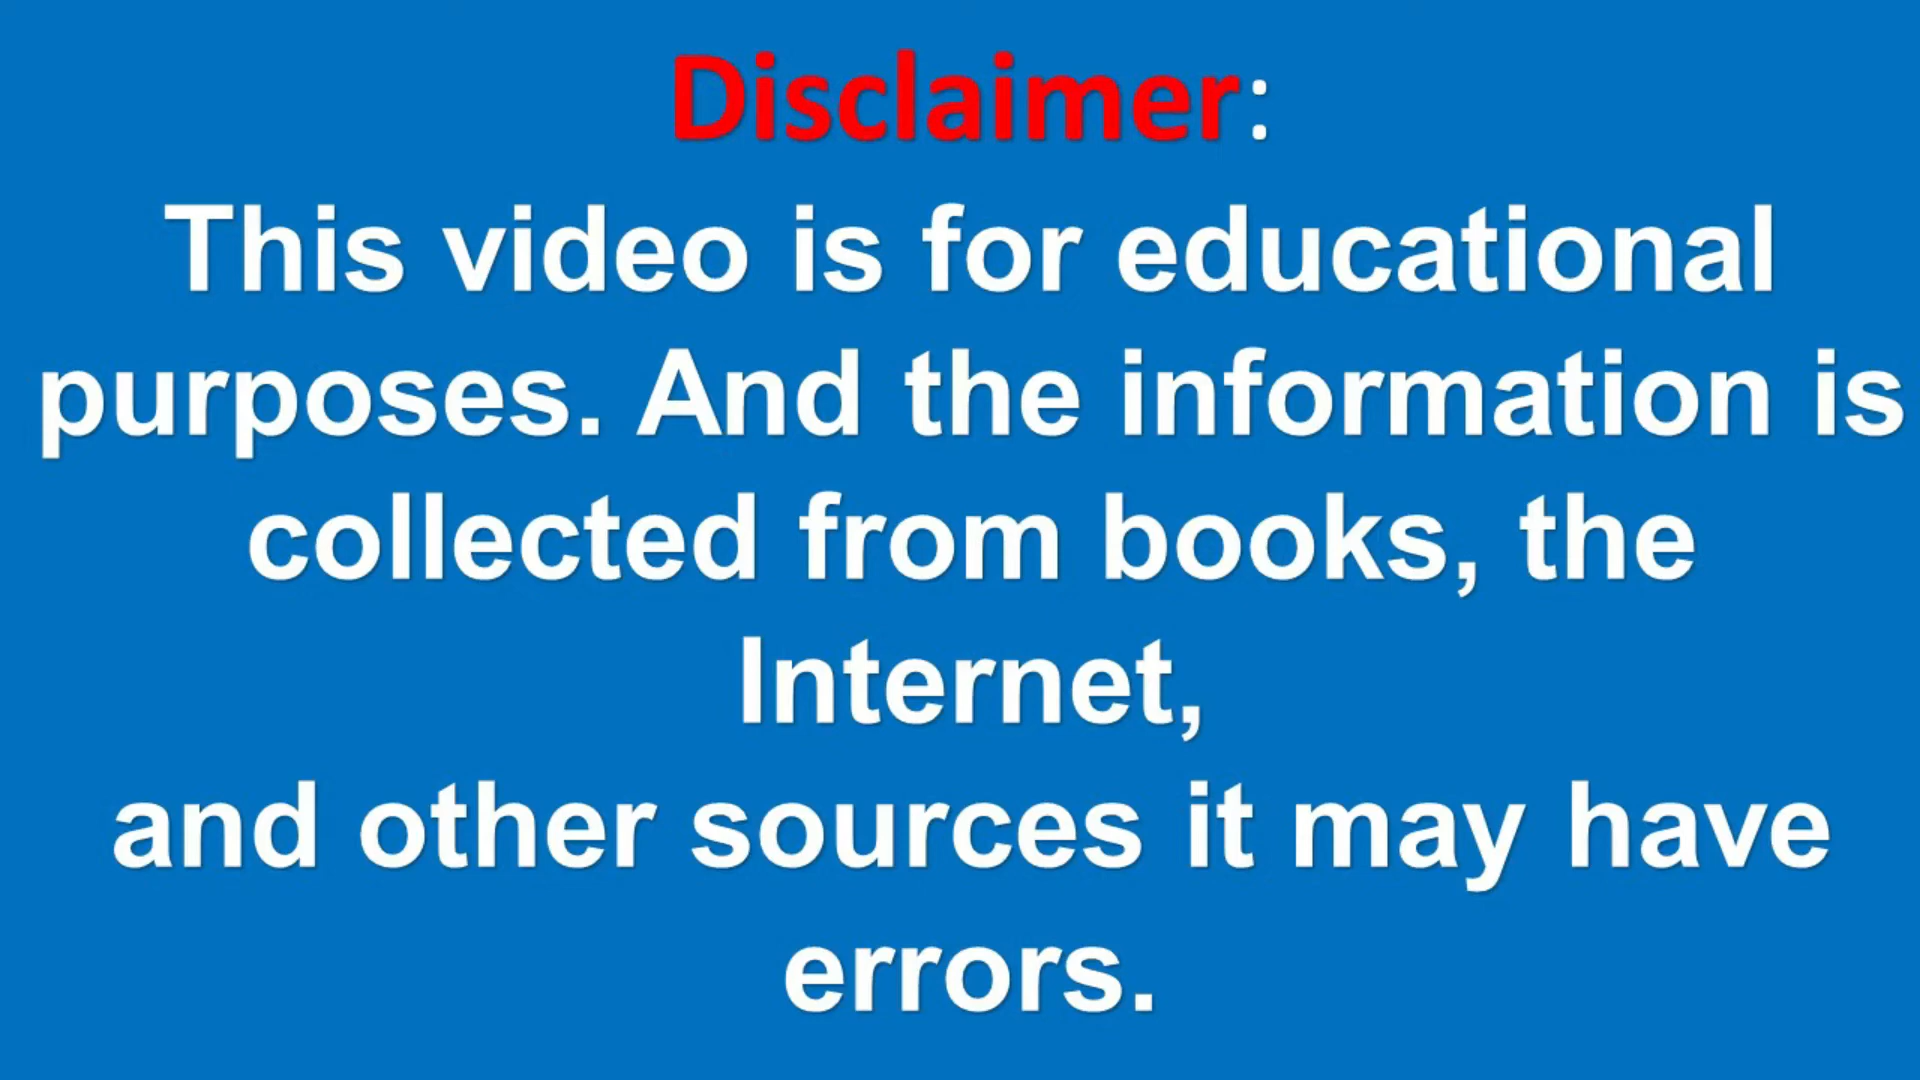 Disclaimer:
This video is for educational
purposes. And the information is
collected from books, the
Internet,
and other sources it may have
errors.